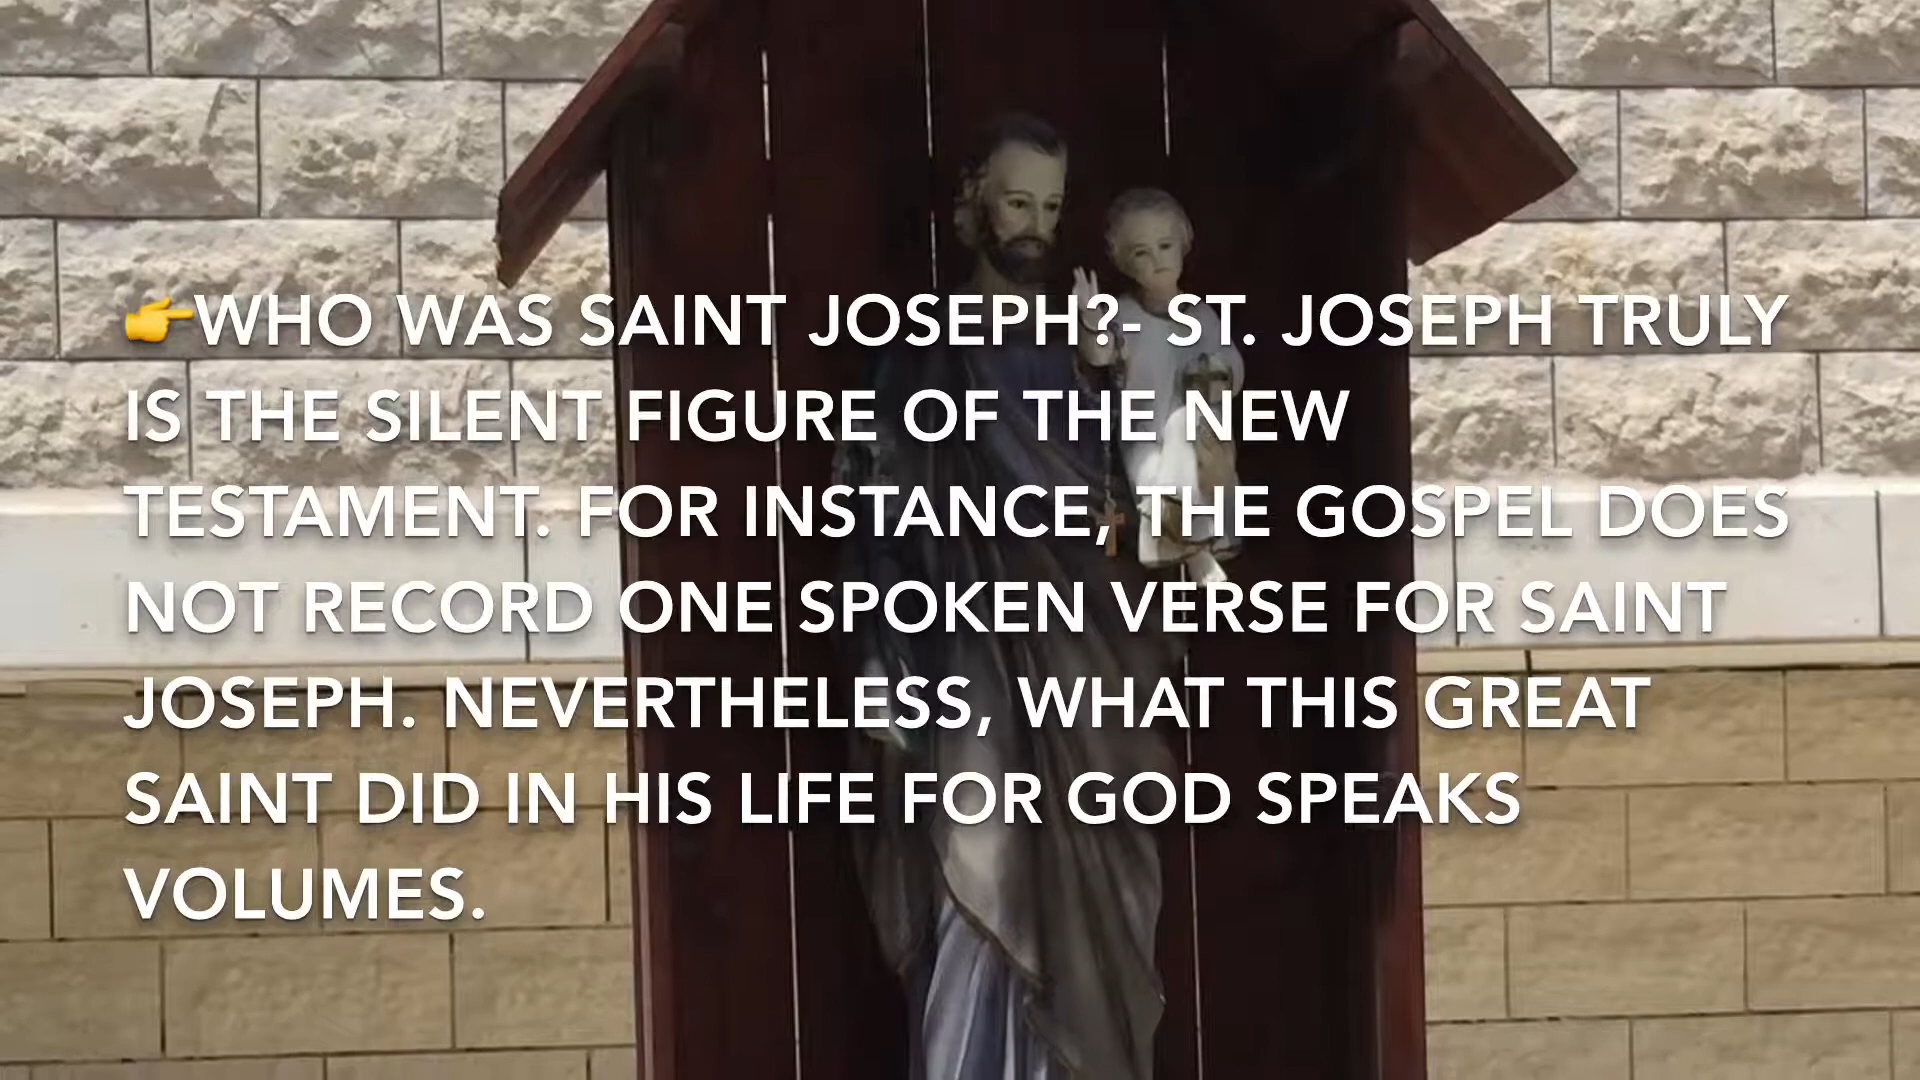 👉WHO WAS SAINT JOSEPH?- ST. JOSEPH TRULY
IS THE SILENT FIGURE OF THE NEW
TESTAMENT. FOR INSTANCE, THE GOSPEL DOES
NOT RECORD ONE SPOKEN VERSE FOR SAINT
JOSEPH. NEVERTHELESS, WHAT THIS GREAT
SAINT DID IN HIS LIFE FOR GOD SPEAKS
VOLUMES.